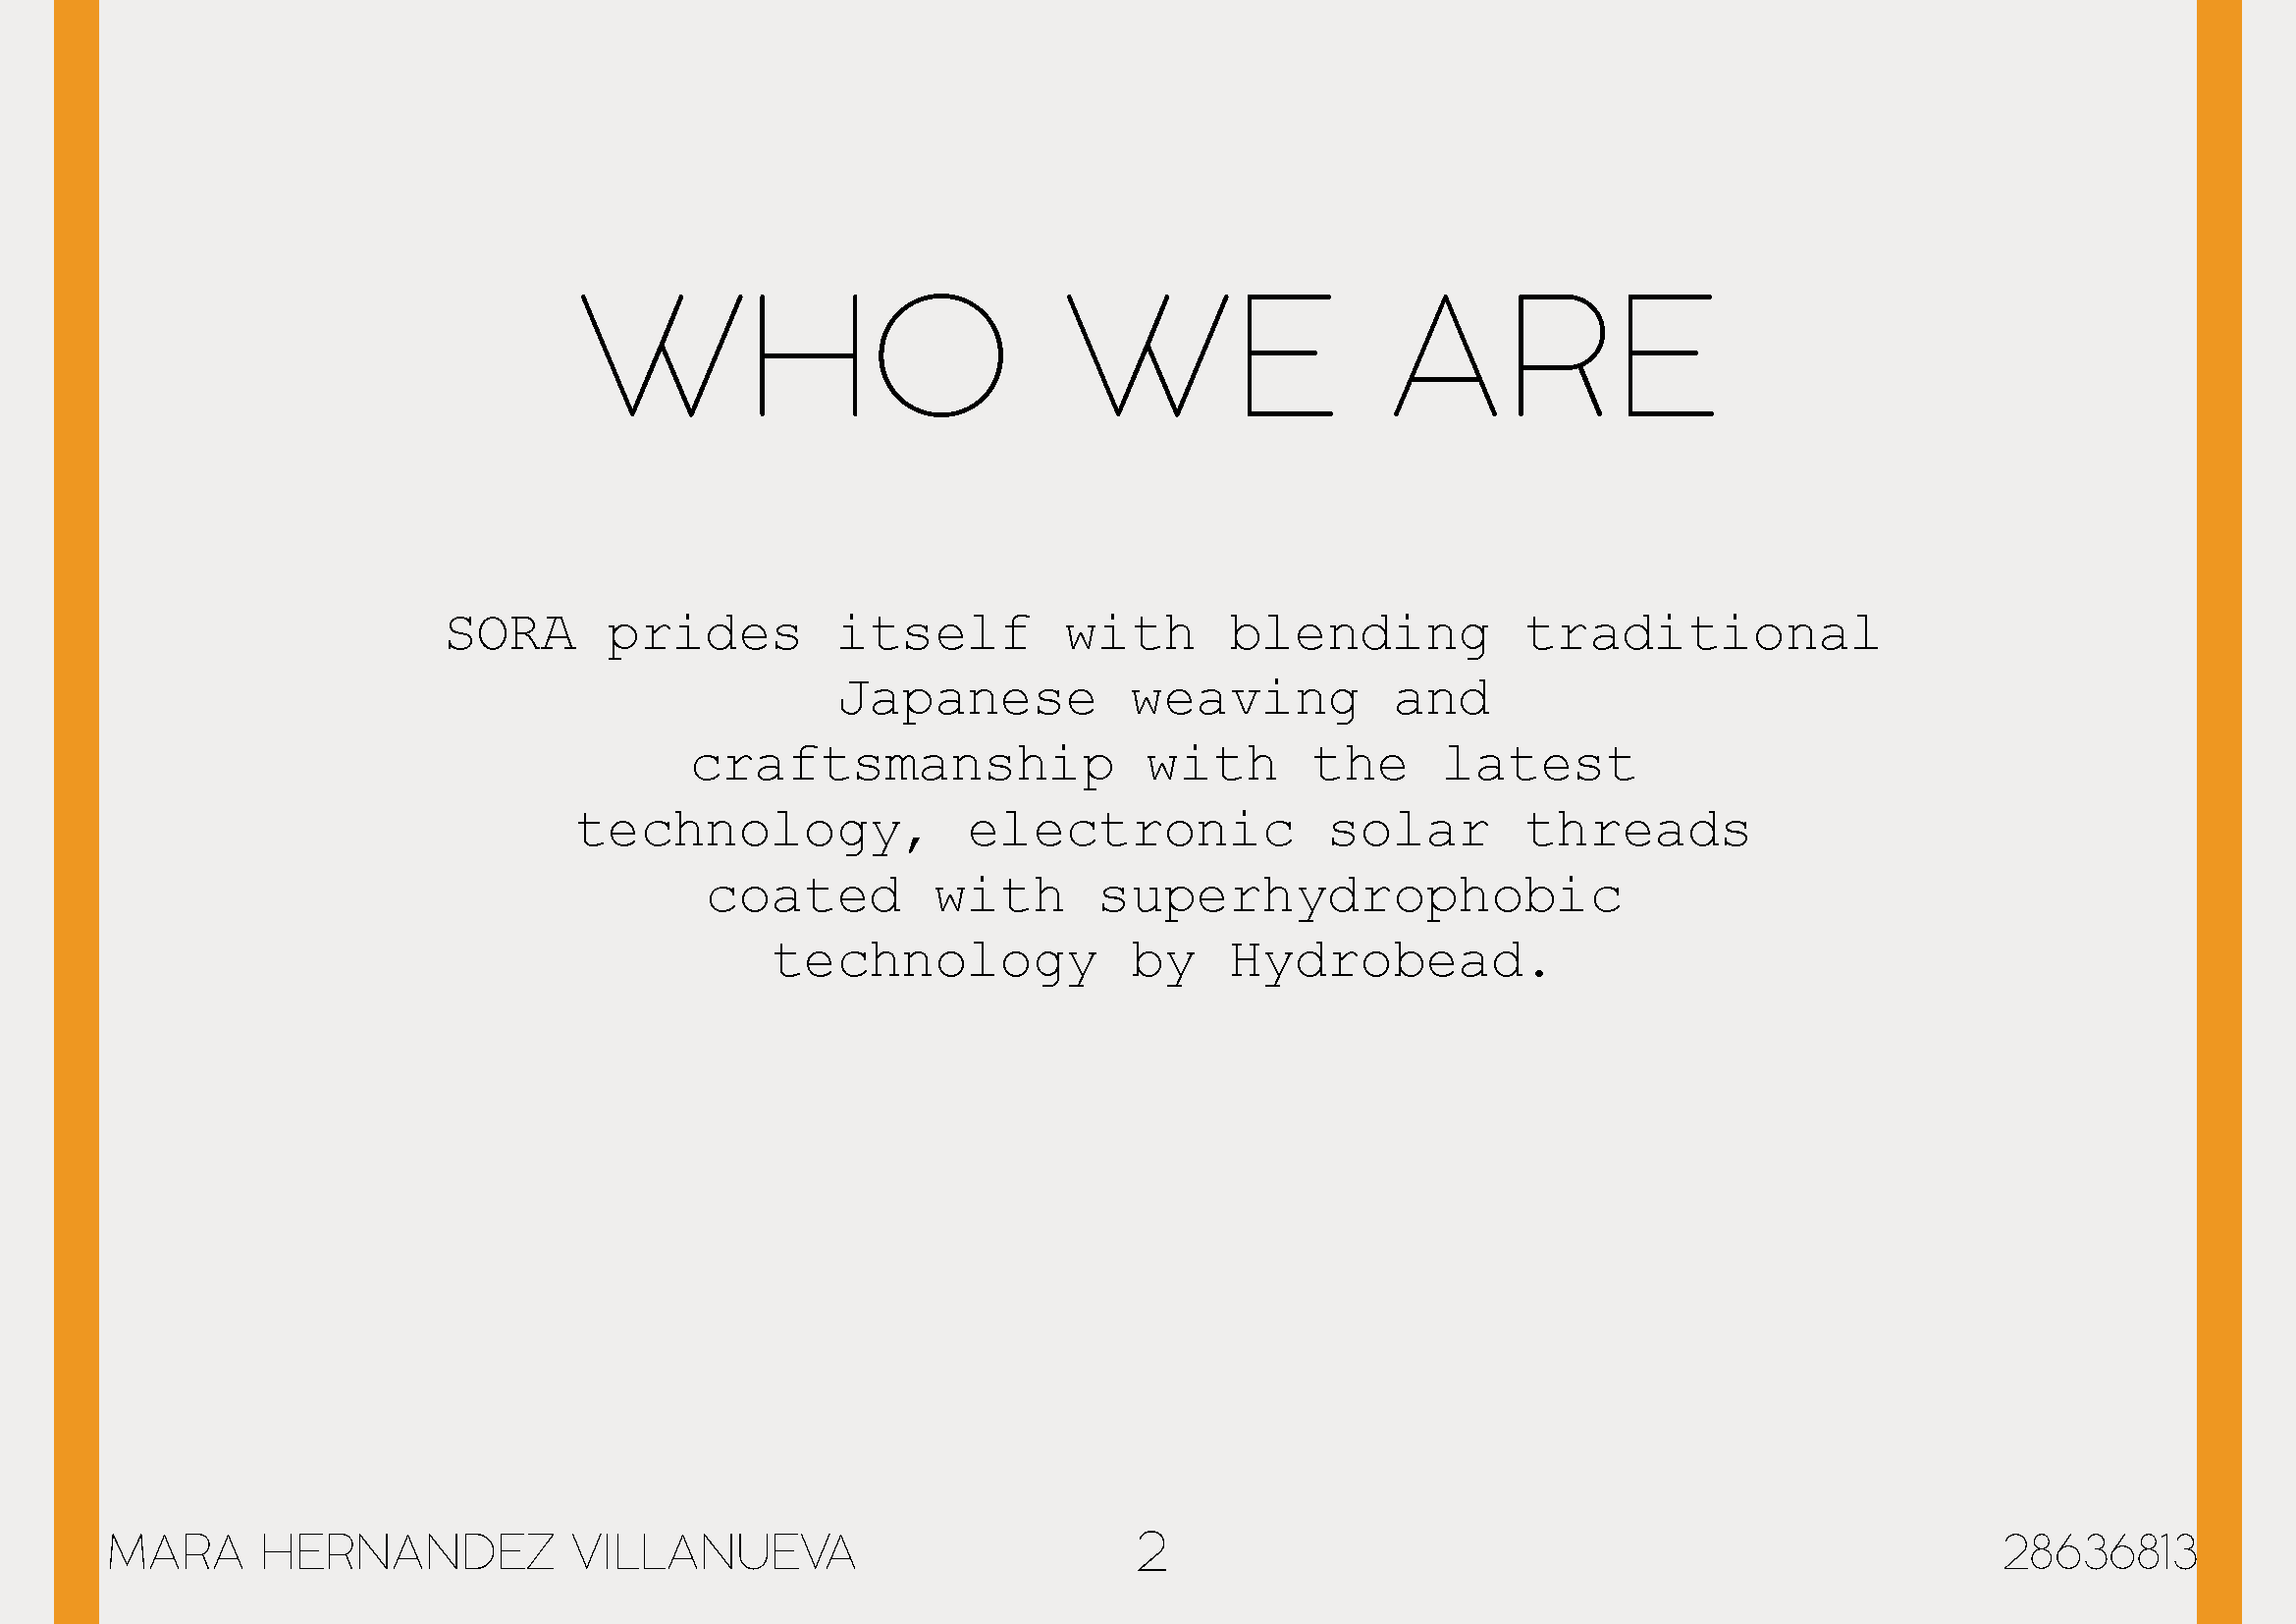 WHO WE ARE
SORA prides itself with blending traditional
Japanese weaving and
craftsmanship with the latest
technology, electronic solar threads
coated with superhydrophobic
technology by Hydrobead.
MARA HERNANDEZ VILLANUEVA
2
28636813